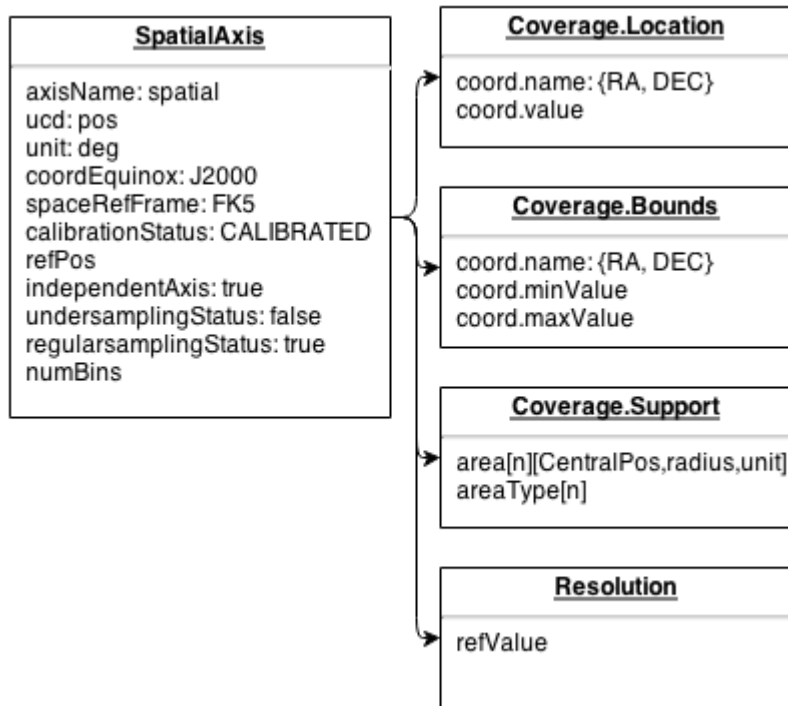 SpatialAxis
axisName: spatial
ucd: pos
unit: deg
coordEquinox: J2000
spaceRefFrame: FK5
calibrationStatus: CALIBRATED
refPos
independentAxis: true
undersamplingStatus: false
regularsamplingStatus: true
numBins
Coverage.Location
coord.name: {RA, DEC}
coord.value
Coverage.Bounds
coord.name: {RA, DEC}
coord.minValue
coord.maxValue
Coverage.Support
area[n][CentralPos,radius,unit]
areaType[n]
Resolution
refValue